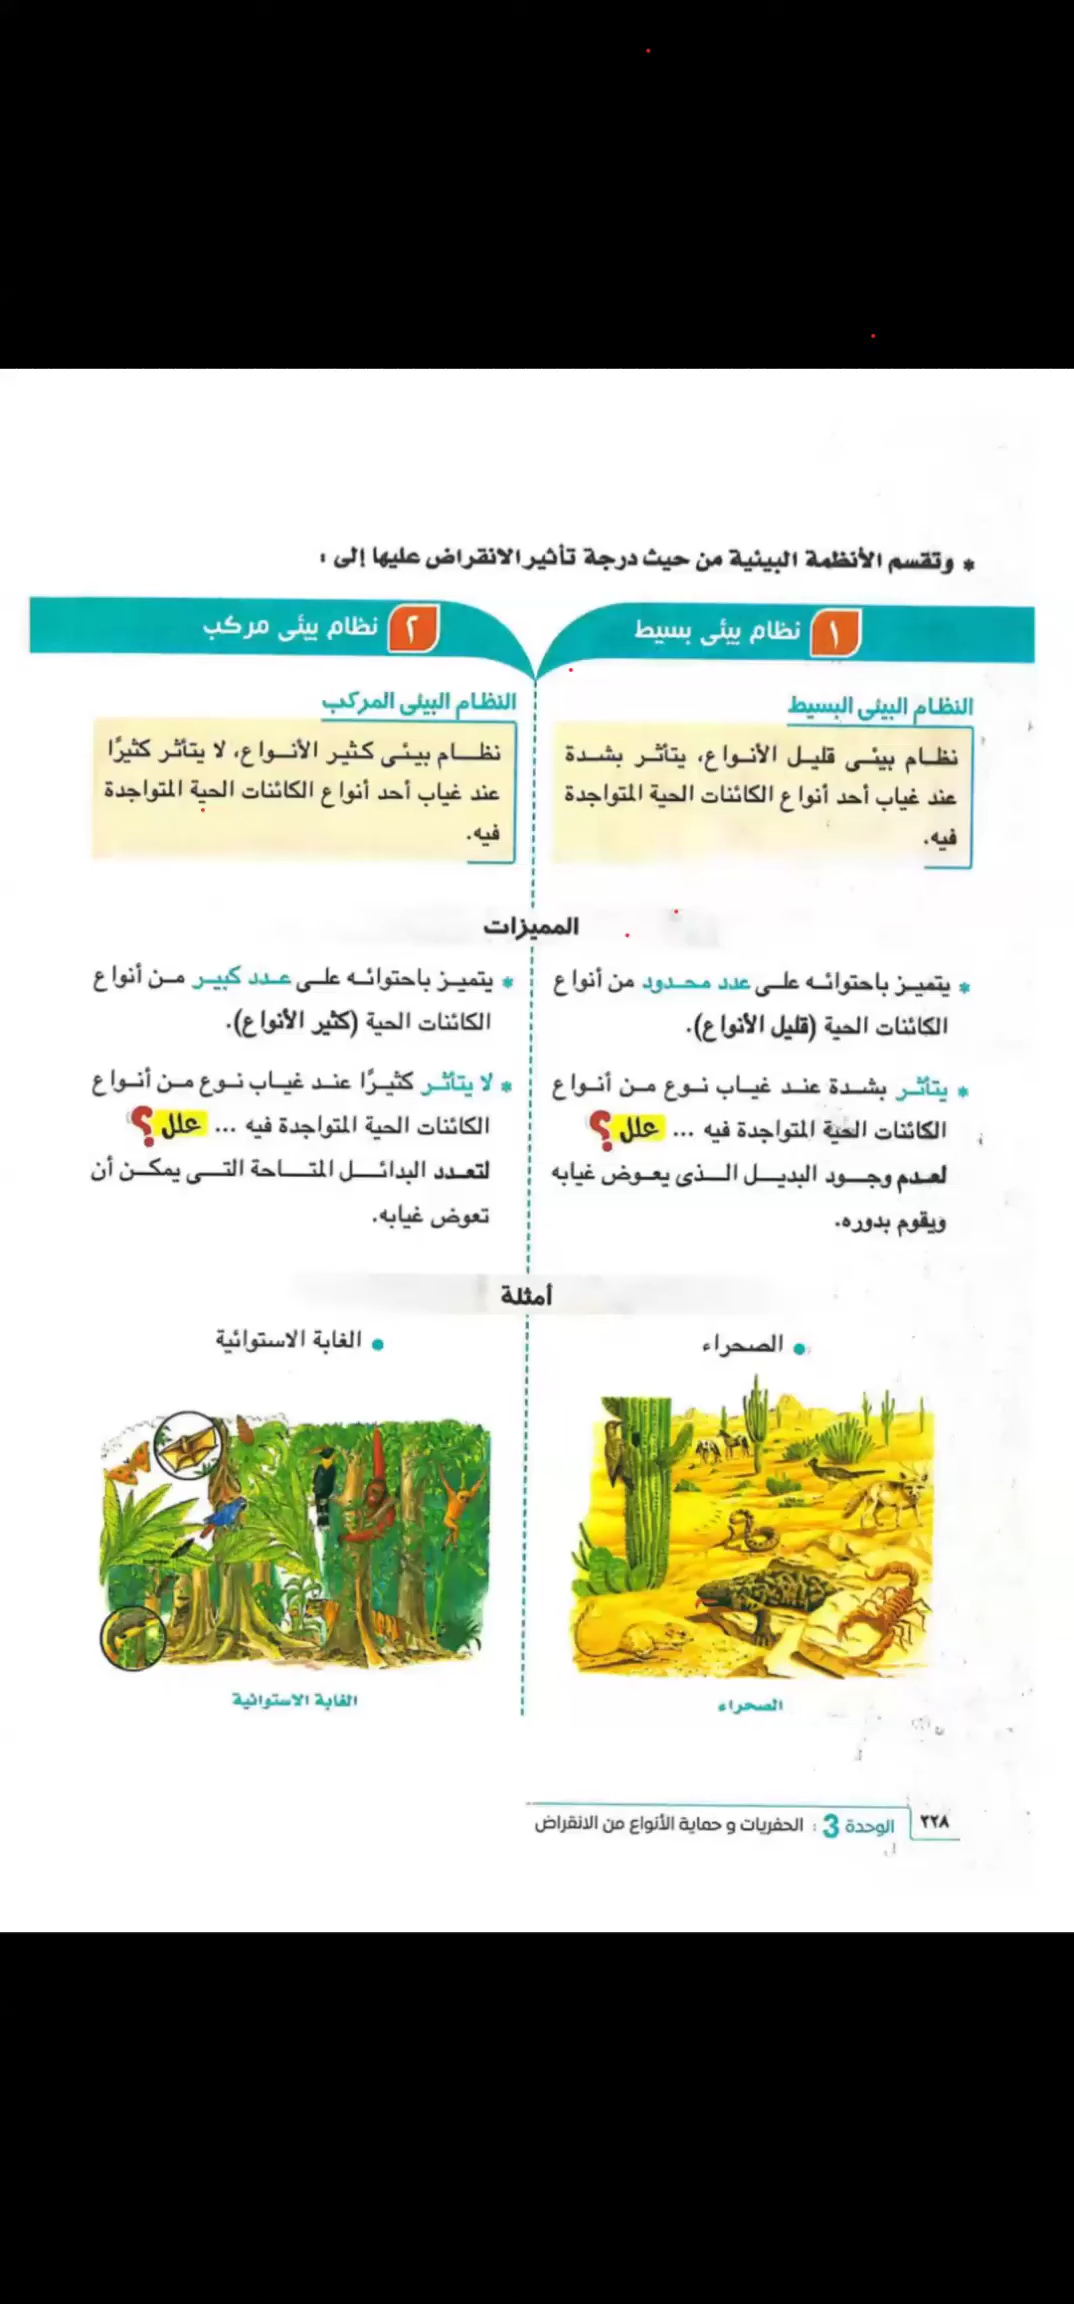 * وتقسم الأنظمة البيئية من حيث درجة تأثير الانقراض عليها إلى :
١ نظام بيئى بسيط
النظام البيئى البسيط
نظام بيئى قليل الأنواع، يتأثر بشدة
عند غياب أحد أنواع الكائنات الحية المتواجدة
فيه.
٢ نظام بيئى مركب
النظام البيئى المركب
نظام بيئى كثير الأنواع، لا يتأثر كثيرًا
عند غياب أحد أنواع الكائنات الحية المتواجدة
فيه.
المميزات
* يتميز باحتوائه على عدد محدود من أنواع
الكائنات الحية (قليل الأنواع).
* يتأثر بشدة عند غياب نوع من أنواع
الكائنات الحية المتواجدة فيه ... علل ؟
لعدم وجود البديل الذى يعوض غيابه
ويقوم بدوره.
* يتميز باحتوائه على عدد كبير من أنواع
الكائنات الحية (كثير الأنواع).
* لا يتأثر كثيرًا عند غياب نوع من أنواع
الكائنات الحية المتواجدة فيه ... علل ؟
لتعدد البدائل المتاحة التى يمكن أن
تعوض غيابه.
أمثلة
• الصحراء
الصحراء
• الغابة الاستوائية
الغابة الاستوائية
٢٢٨ الوحدة 3 : الحفريات و حماية الأنواع من الانقراض